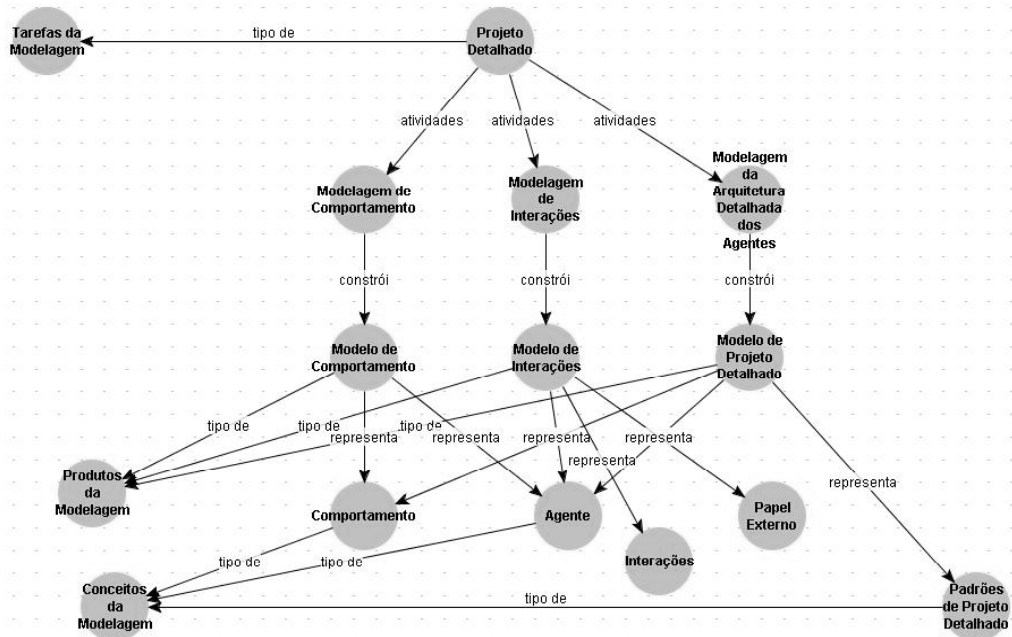 Tarefas da
Modelagem
tipo de
Projeto
Detalhado
atividades
atividades
atividades
Modelagem de
Comportamento
Modelagem
de
Interações
Modelagem
da
Arquitetura
Detalhada
dos
Agentes
constrói
constrói
constrói
Modelo de
Comportamento
Modelo de
Interações
Modelo de
Projeto
Detalhado
tipo de
tipo de
tipo de
representa
representa
representa
representa
representa
representa
Produtos
da
Modelagem
Comportamento
Agente
Papel
Externo
Interações
tipo de
tipo de
Conceitos
da
Modelagem
tipo de
Padrões
de Projeto
Detalhado